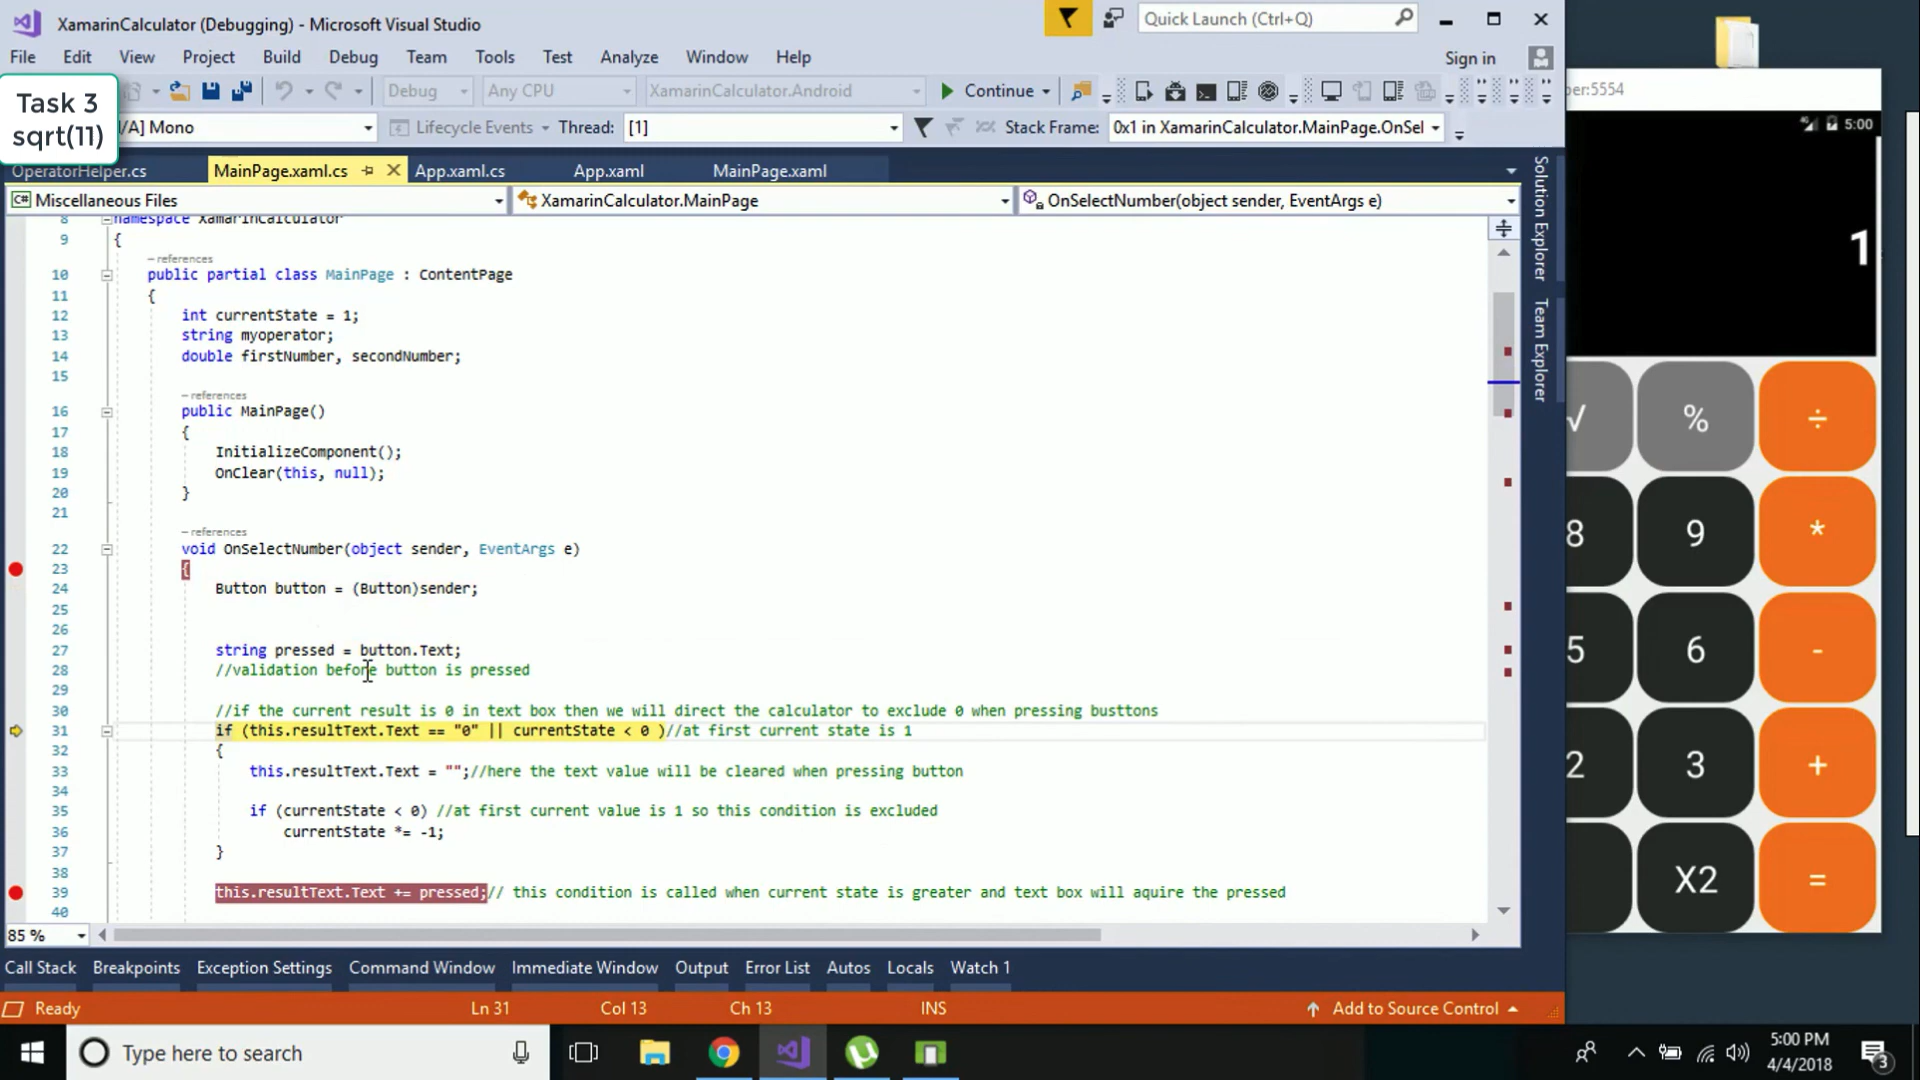 XamarinCalculator (Debugging) - Microsoft Visual Studio
Quick Launch (Ctrl+Q)
File Edit View Project Build Debug Team Tools Test Analyze Window Help
Sign in
Debug Any CPU XamarinCalculator.Android Continue
Task 3
sqrt(11)
/A] Mono Lifecycle Events Thread: [1] Stack Frame: 0x1 in XamarinCalculator.MainPage.OnSel
OperatorHelper.cs MainPage.xaml.cs App.xaml.cs App.xaml MainPage.xaml
C# Miscellaneous Files XamarinCalculator.MainPage OnSelectNumber(object sender, EventArgs e)
Solution Explorer
Team Explorer
8 namespace XamarinCalculator
9 {
– references
10 public partial class MainPage : ContentPage
11 {
12 int currentState = 1;
13 string myoperator;
14 double firstNumber, secondNumber;
15
– references
16 public MainPage()
17 {
18 InitializeComponent();
19 OnClear(this, null);
20 }
21
– references
22 void OnSelectNumber(object sender, EventArgs e)
23 {
24 Button button = (Button)sender;
25
26
27 string pressed = button.Text;
28 //validation before button is pressed
29
30 //if the current result is 0 in text box then we will direct the calculator to exclude 0 when pressing busttons
31 if (this.resultText.Text == "0" || currentState < 0 )//at first current state is 1
32 {
33 this.resultText.Text = "";//here the text value will be cleared when pressing button
34
35 if (currentState < 0) //at first current value is 1 so this condition is excluded
36 currentState *= -1;
37 }
38
39 this.resultText.Text += pressed;// this condition is called when current state is greater and text box will aquire the pressed
40
85 %
Call Stack Breakpoints Exception Settings Command Window Immediate Window Output Error List Autos Locals Watch 1
Ready Ln 31 Col 13 Ch 13 INS Add to Source Control
ber:5554
5:00
1
√ % ÷
8 9 *
5 6 -
2 3 +
X2 =
Type here to search
5:00 PM
4/4/2018
3